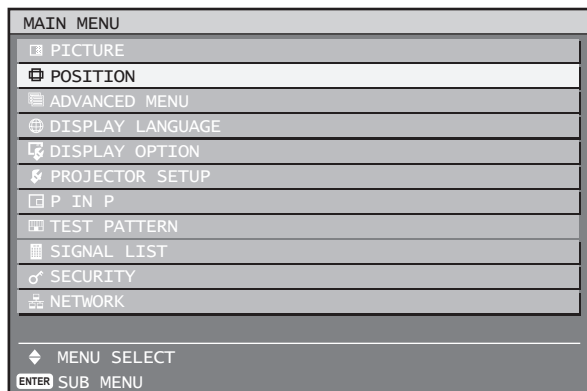 MAIN MENU
PICTURE
POSITION
ADVANCED MENU
DISPLAY LANGUAGE
DISPLAY OPTION
PROJECTOR SETUP
P IN P
TEST PATTERN
SIGNAL LIST
SECURITY
NETWORK
MENU SELECT
ENTER SUB MENU